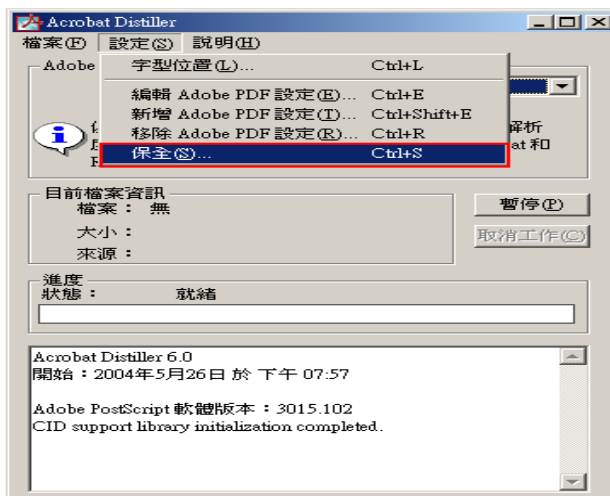 Acrobat Distiller
檔案(F) 設定(S) 說明(H)
Adobe
字型位置(L)... Ctrl+L
編輯 Adobe PDF 設定(E)... Ctrl+E
新增 Adobe PDF 設定(T)... Ctrl+Shift+E
移除 Adobe PDF 設定(R)... Ctrl+R
保全(S)... Ctrl+S
解析
at 和
目前檔案資訊
檔案： 無
大小：
來源：
暫停(P)
取消工作(C)
進度
狀態： 就緒
Acrobat Distiller 6.0
開始：2004年5月26日 於 下午 07:57
Adobe PostScript 軟體版本：3015.102
CID support library initialization completed.